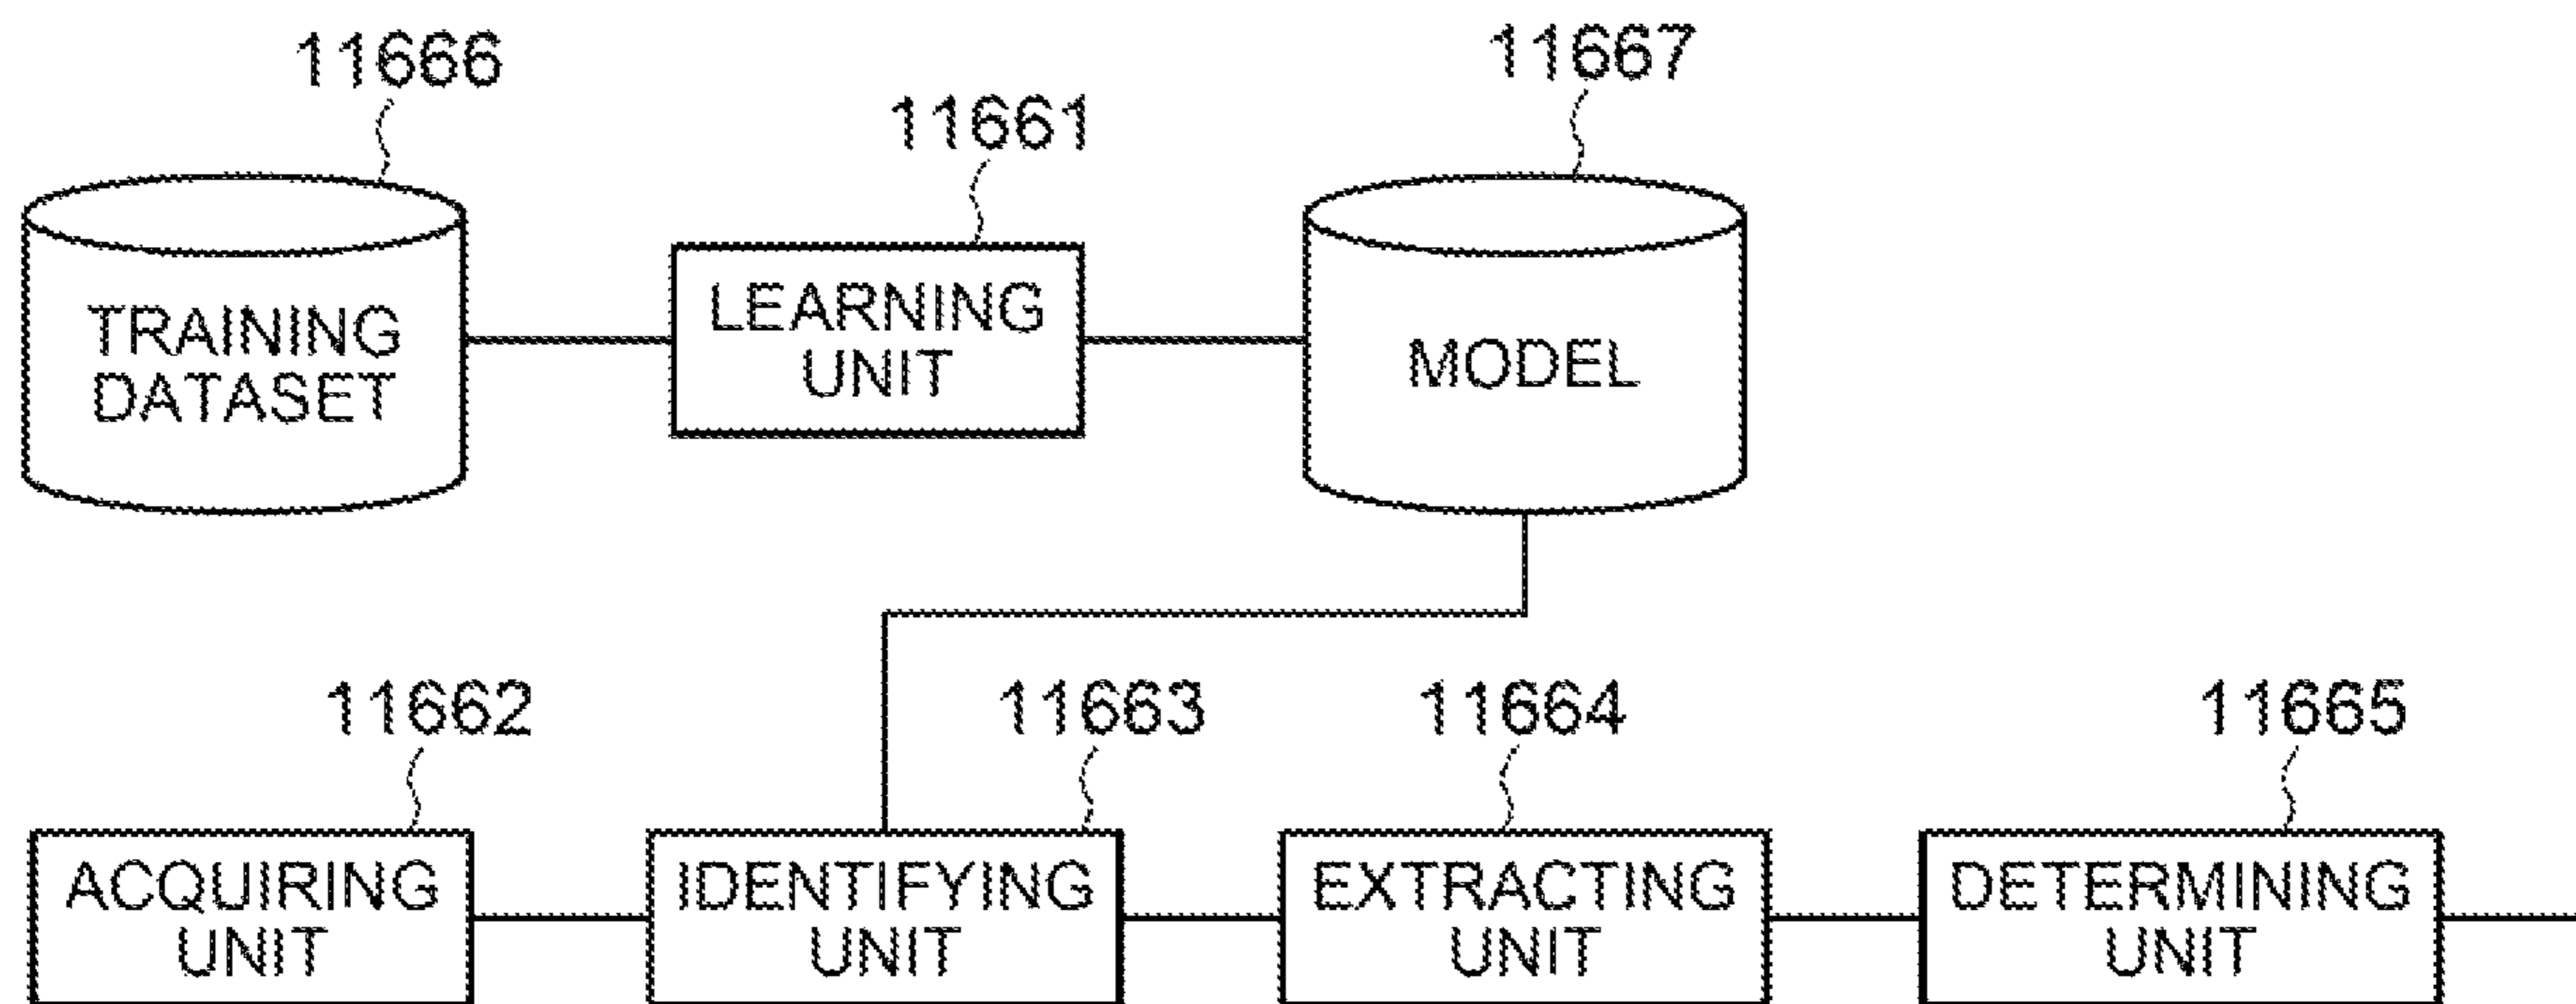 11666
11667
11661
TRAINING
DATASET
LEARNING
UNIT
MODEL
11662
11663
11664
11665
ACQUIRING
UNIT
IDENTIFYING
UNIT
EXTRACTING
UNIT
DETERMINING
UNIT